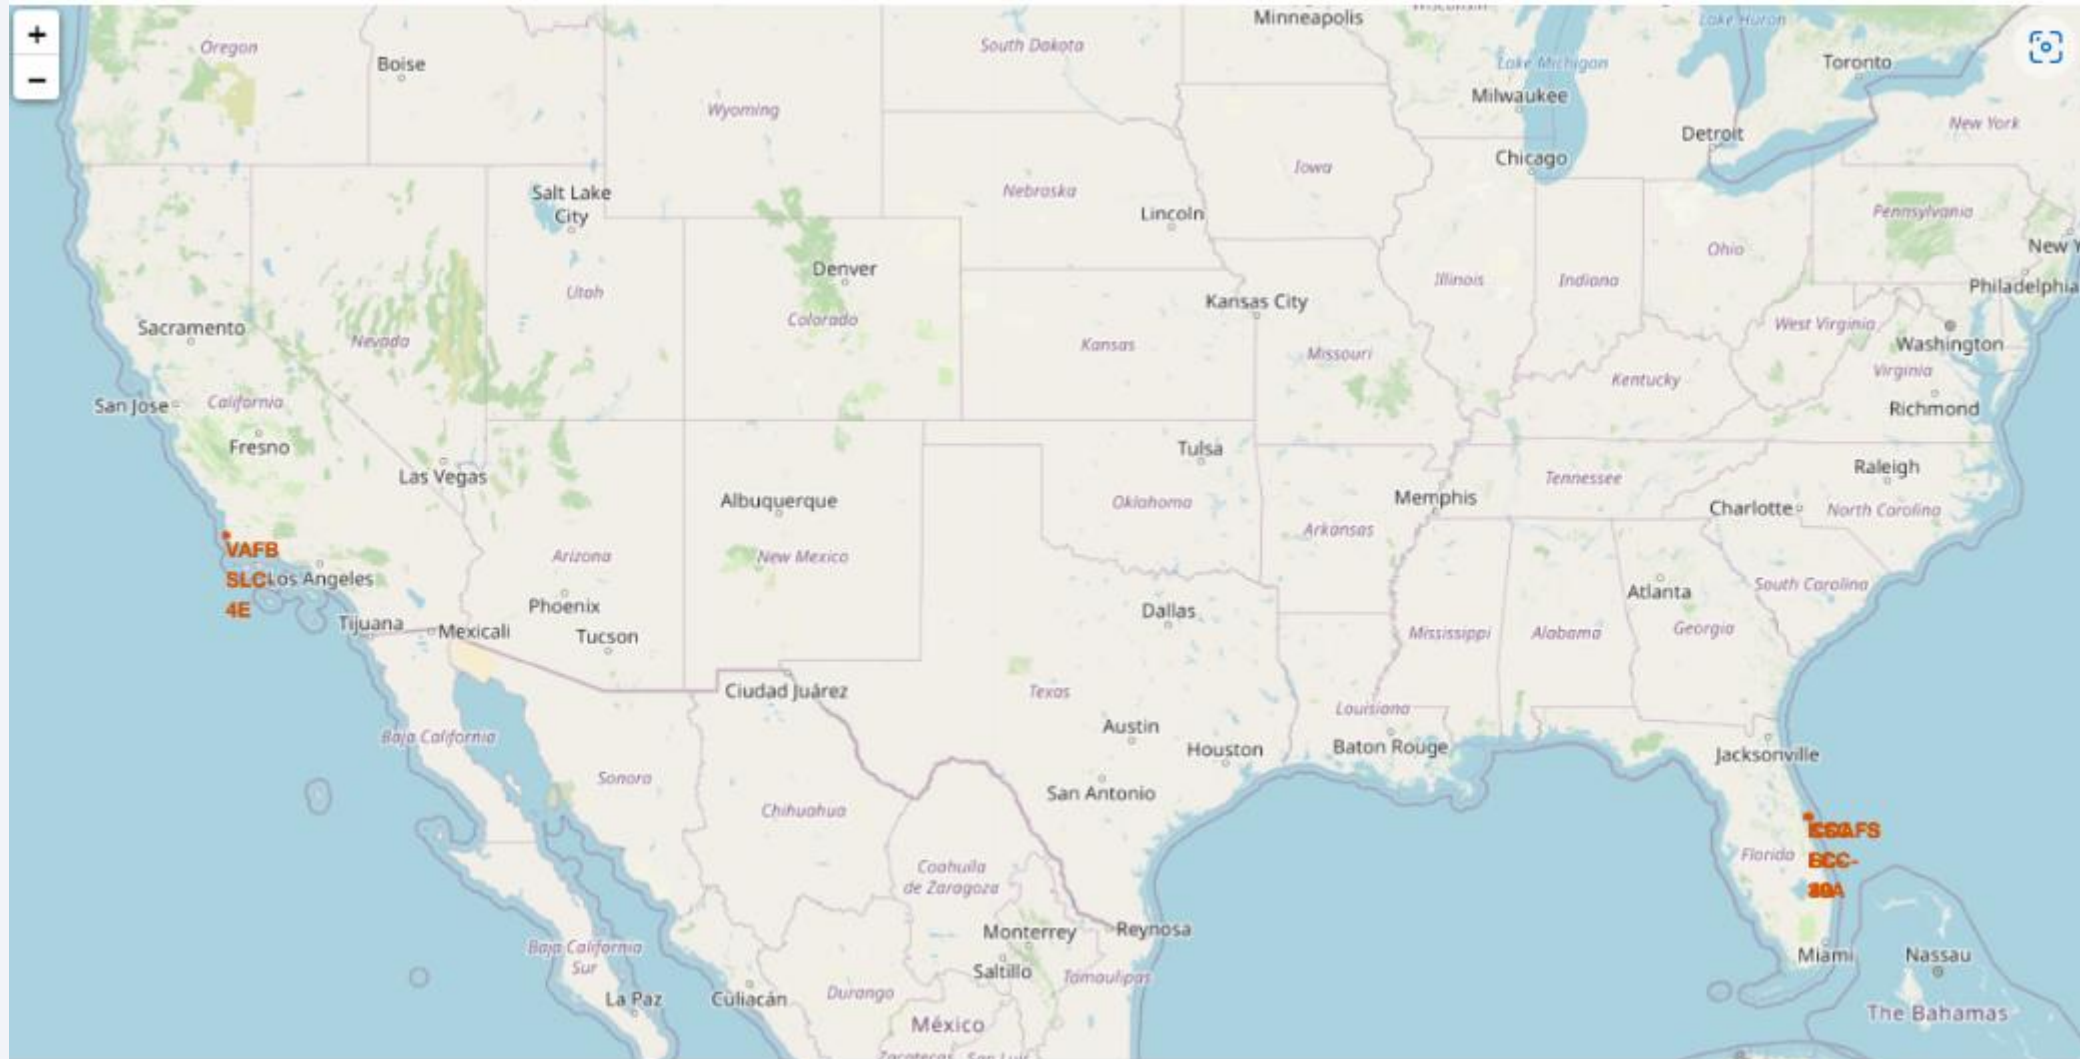 +
−
Oregon
Boise
South Dakota
Minneapolis
Wisconsin
Lake Huron
Toronto
Lake Michigan
Milwaukee
Wyoming
New York
Detroit
Chicago
Iowa
Nebraska
Salt Lake
City
Lincoln
Pennsylvania
Ohio
New Y
Denver
Utah
Illinois
Indiana
Philadelphia
Kansas City
Colorado
Sacramento
Nevada
Kansas
Missouri
West Virginia
Washington
Kentucky
Virginia
San Jose
California
Richmond
Fresno
Las Vegas
Tulsa
Raleigh
Tennessee
Albuquerque
Oklahoma
Memphis
Charlotte
North Carolina
Arkansas
VAFB
SLC
4E
Los Angeles
Arizona
New Mexico
Phoenix
Atlanta
South Carolina
Dallas
Tijuana
Mexicali
Tucson
Mississippi
Alabama
Georgia
Ciudad Juárez
Texas
Louisiana
Baja California
Austin
Houston
Baton Rouge
Jacksonville
Sonora
San Antonio
Chihuahua
Florida
Coahuila
de Zaragoza
Monterrey
Reynosa
Baja California
Sur
Saltillo
Tamaulipas
Miami
Nassau
La Paz
Culiacán
Durango
México
The Bahamas